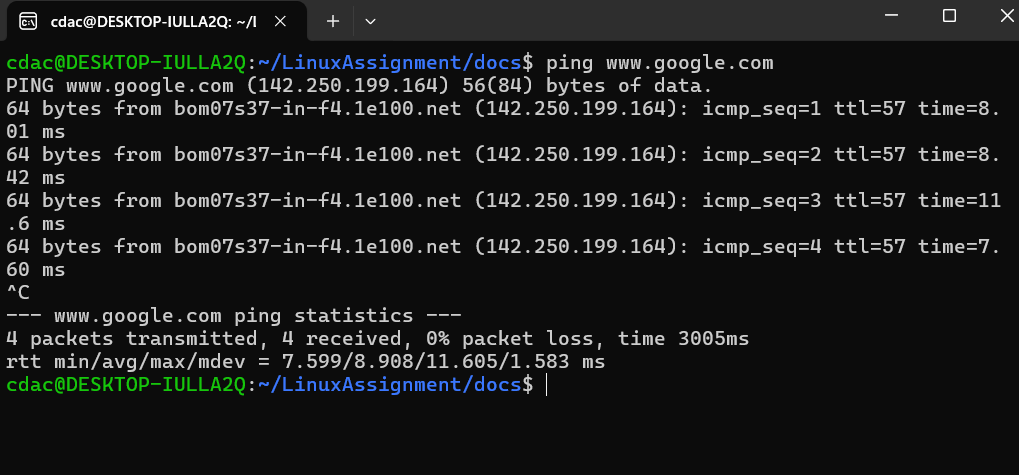 cdac@DESKTOP-IULLA2Q: ~/l
cdac@DESKTOP-IULLA2Q:~/LinuxAssignment/docs$ ping www.google.com
PING www.google.com (142.250.199.164) 56(84) bytes of data.
64 bytes from bom07s37-in-f4.1e100.net (142.250.199.164): icmp_seq=1 ttl=57 time=8.
01 ms
64 bytes from bom07s37-in-f4.1e100.net (142.250.199.164): icmp_seq=2 ttl=57 time=8.
42 ms
64 bytes from bom07s37-in-f4.1e100.net (142.250.199.164): icmp_seq=3 ttl=57 time=11
.6 ms
64 bytes from bom07s37-in-f4.1e100.net (142.250.199.164): icmp_seq=4 ttl=57 time=7.
60 ms
^C
--- www.google.com ping statistics ---
4 packets transmitted, 4 received, 0% packet loss, time 3005ms
rtt min/avg/max/mdev = 7.599/8.908/11.605/1.583 ms
cdac@DESKTOP-IULLA2Q:~/LinuxAssignment/docs$